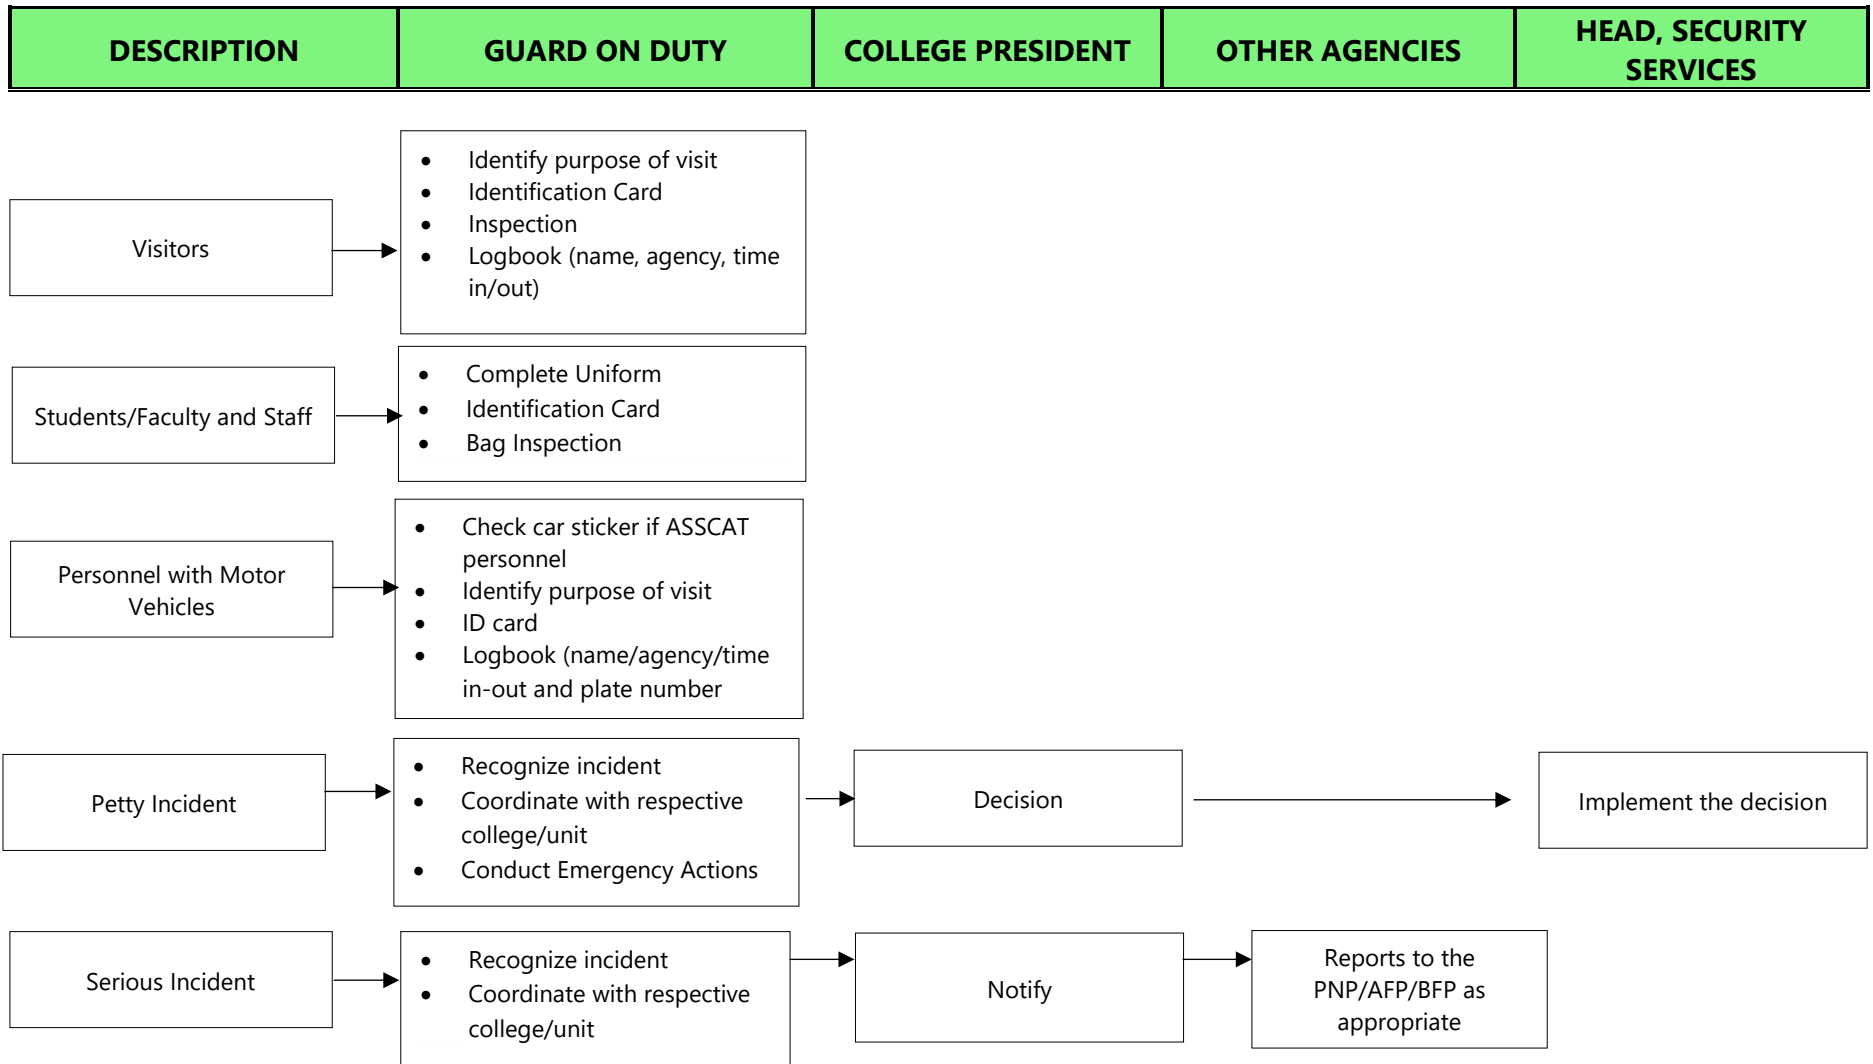 DESCRIPTION
GUARD ON DUTY
COLLEGE PRESIDENT
OTHER AGENCIES
HEAD, SECURITY
SERVICES
Visitors
• Identify purpose of visit
• Identification Card
• Inspection
• Logbook (name, agency, time
in/out)
Students/Faculty and Staff
• Complete Uniform
• Identification Card
• Bag Inspection
Personnel with Motor
Vehicles
• Check car sticker if ASSCAT
personnel
• Identify purpose of visit
• ID card
• Logbook (name/agency/time
in-out and plate number
Petty Incident
• Recognize incident
• Coordinate with respective
college/unit
• Conduct Emergency Actions
Decision
Implement the decision
Serious Incident
• Recognize incident
• Coordinate with respective
college/unit
Notify
Reports to the
PNP/AFP/BFP as
appropriate